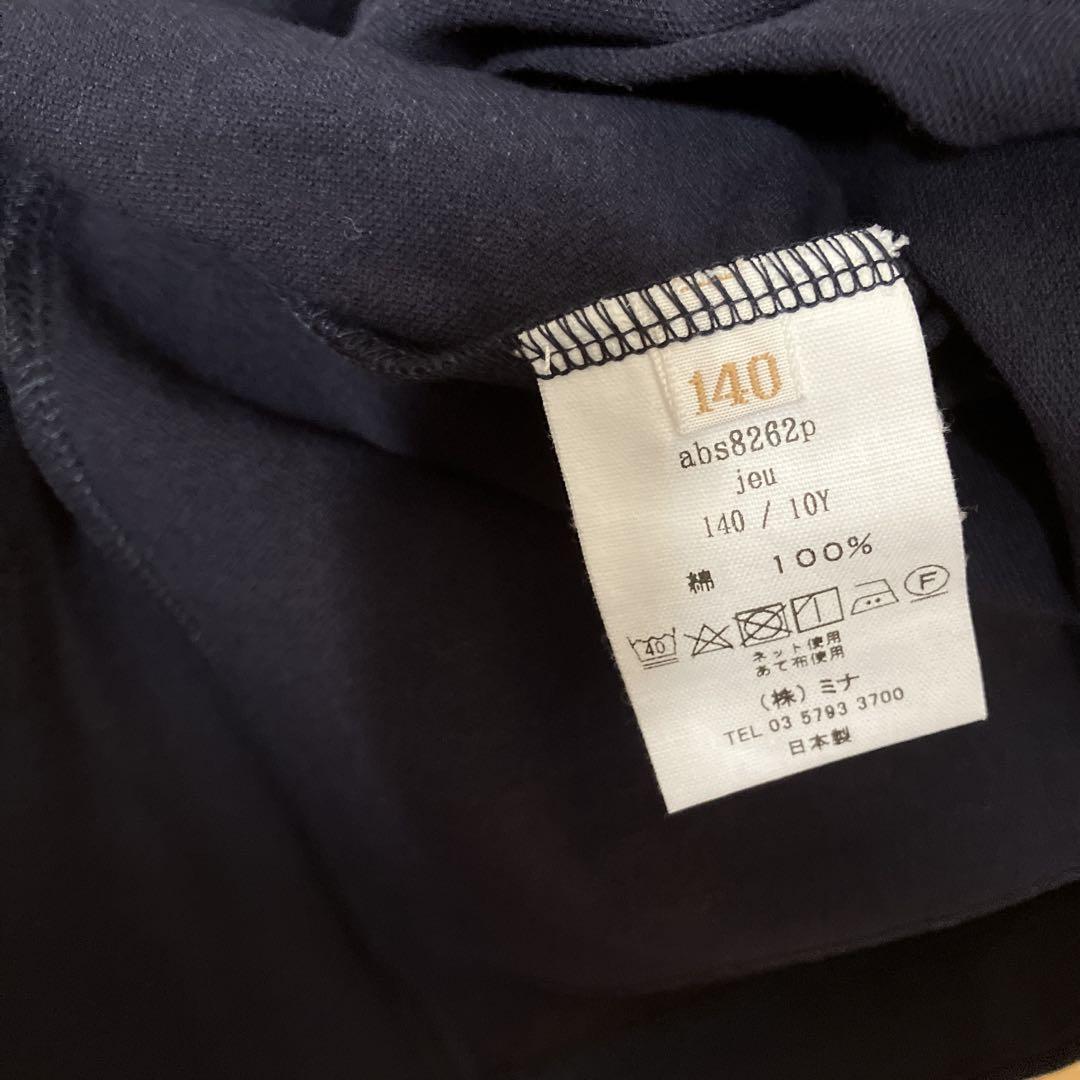 140
abs8262p
jeu
140 / 10Y
綿 100%
40 F
ネット使用
あて布使用
(株)ミナ
TEL 03 5793 3700
日本製